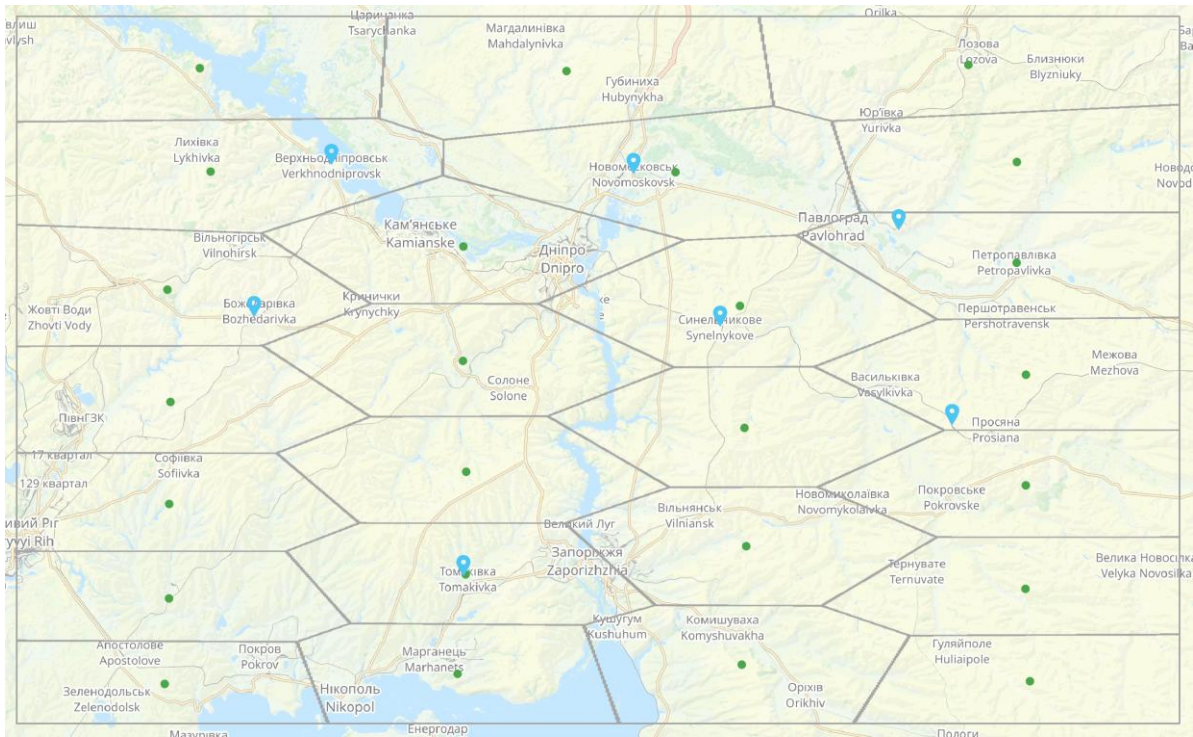 Царичанка
Tsarychanka
Магдалинівка
Mahdalynivka
Orilka
Лозова
Lozova
Близнюки
Blyzniuky
Губиниха
Hubynykha
Юр'ївка
Yurivka
Лихівка
Lykhivka
Верхньодніпровськ
Verkhnodniprovsk
Новомосковськ
Novomoskovsk
Кам'янське
Kamianske
Павлоград
Pavlohrad
Вільногірськ
Vilnohirsk
Дніпро
Dnipro
Петропавлівка
Petropavlivka
Жовті Води
Zhovti Vody
Божедарівка
Bozhedarivka
Кринички
Krynychky
Синельникове
Synelnykove
Першотравенськ
Pershotravensk
Межова
Mezhova
Солоне
Solone
Васильківка
Vasylkivka
ПівнГЗК
Просяна
Prosiana
17 квартал
129 квартал
Софіївка
Sofiivka
Вільнянськ
Vilniansk
Новомиколаївка
Novomykolaivka
Покровське
Pokrovske
ивий Ріг
ryvyi Rih
Великий Луг
Запоріжжя
Zaporizhzhia
Томаківка
Tomakivka
Тернувате
Ternuvate
Велика Новосілка
Velyka Novosilka
Кушугум
Kushuhum
Комишуваха
Komyshuvakha
Апостолове
Apostolove
Покров
Pokrov
Марганець
Marhanets
Гуляйполе
Huliaipole
Зеленодольськ
Zelenodolsk
Нікополь
Nikopol
Оріхів
Orikhiv
Мазурівка
Енергодар
Пологи